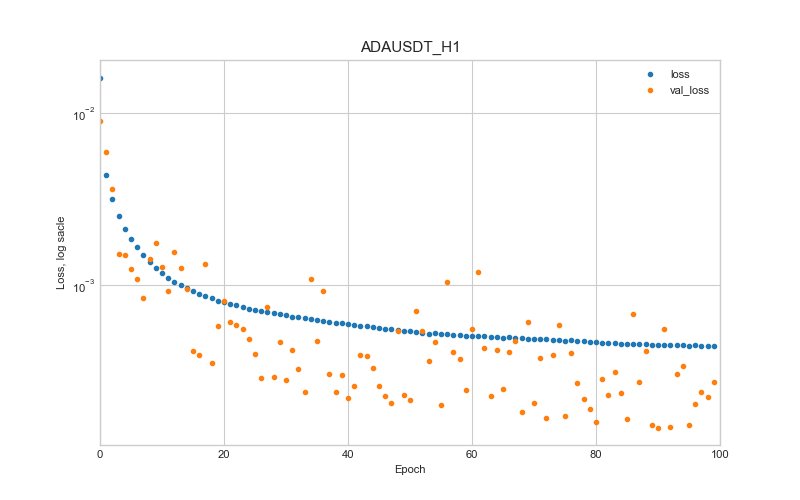 ADAUSDT_H1
loss
val_loss
10⁻²
10⁻³
Loss, log sacle
0 20 40 60 80 100
Epoch